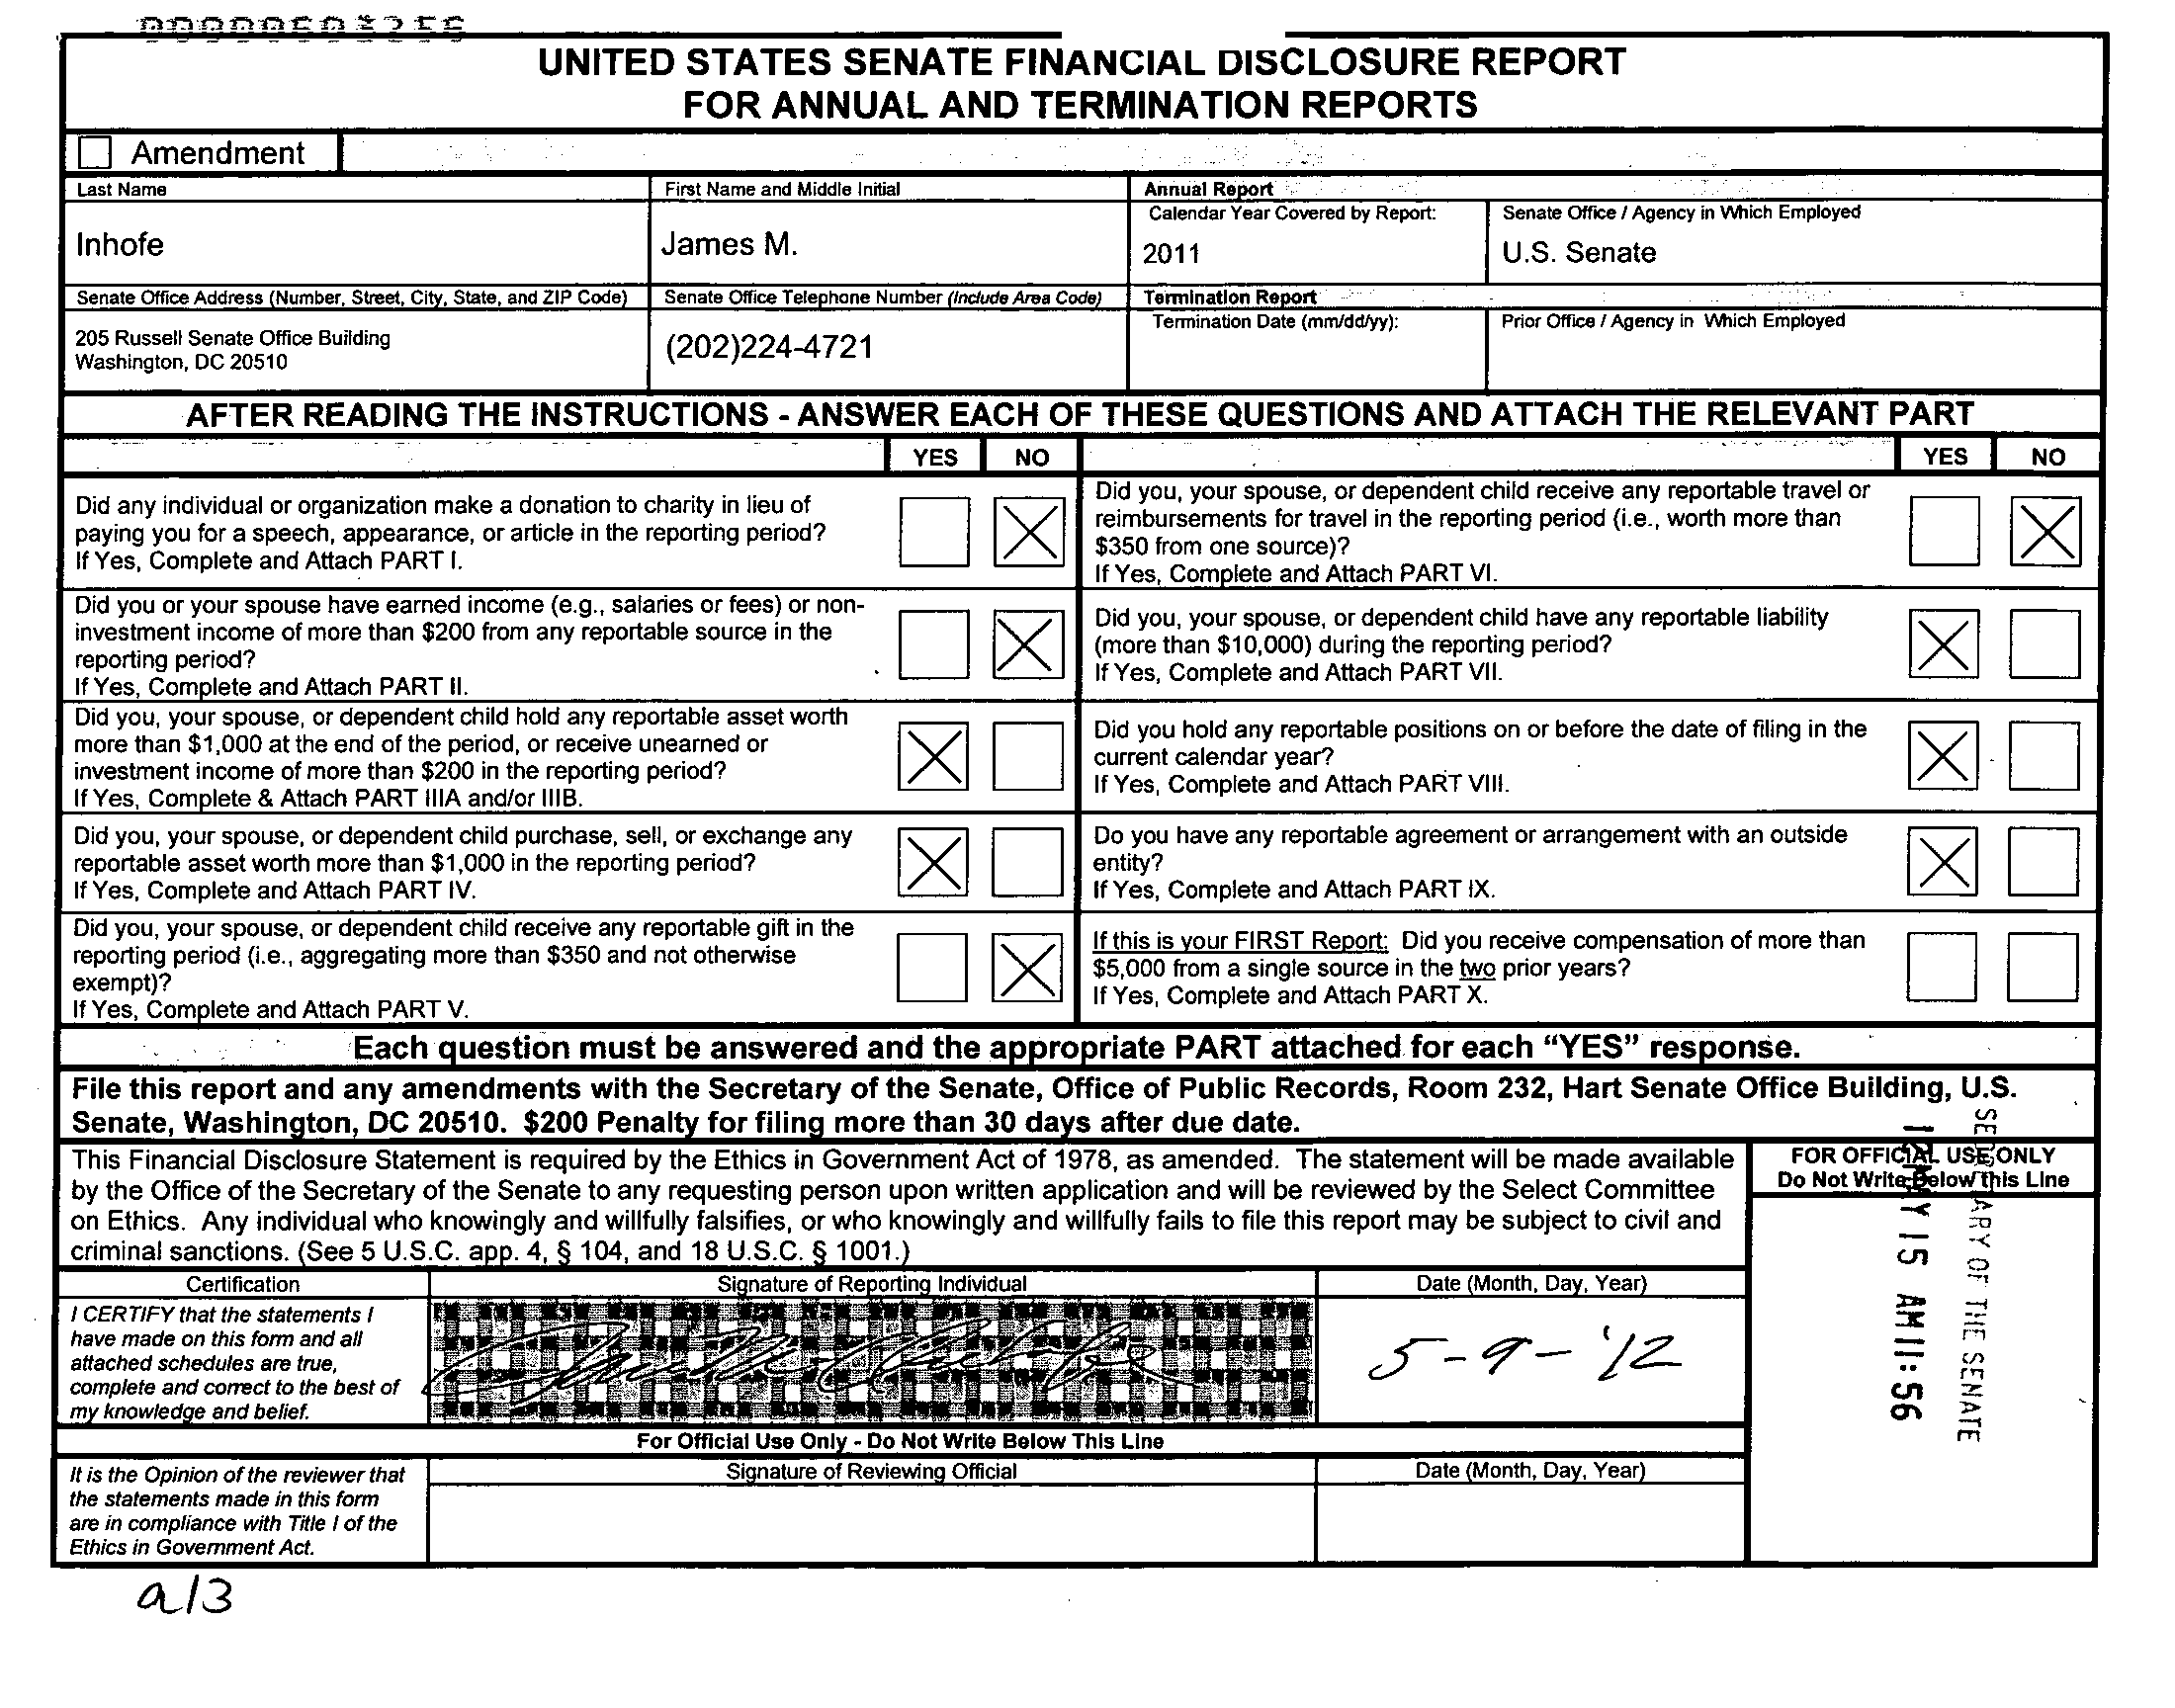 UNITED STATES SENATE FINANCIAL DISCLOSURE REPORT
FOR ANNUAL AND TERMINATION REPORTS
Amendment
Last Name
First Name and Middle Initial
Annual Report
Calendar Year Covered by Report:
Senate Office / Agency in Which Employed
Inhofe
James M.
2011
U.S. Senate
Senate Office Address (Number, Street, City, State, and ZIP Code)
Senate Office Telephone Number (Include Area Code)
Termination Report
Termination Date (mm/dd/yy):
Prior Office / Agency in Which Employed
205 Russell Senate Office Building
Washington, DC 20510
(202)224-4721
AFTER READING THE INSTRUCTIONS - ANSWER EACH OF THESE QUESTIONS AND ATTACH THE RELEVANT PART
YES NO
YES NO
Did any individual or organization make a donation to charity in lieu of
paying you for a speech, appearance, or article in the reporting period?
If Yes, Complete and Attach PART I.
Did you, your spouse, or dependent child receive any reportable travel or
reimbursements for travel in the reporting period (i.e., worth more than
$350 from one source)?
If Yes, Complete and Attach PART VI.
Did you or your spouse have earned income (e.g., salaries or fees) or non-
investment income of more than $200 from any reportable source in the
reporting period?
If Yes, Complete and Attach PART II.
Did you, your spouse, or dependent child have any reportable liability
(more than $10,000) during the reporting period?
If Yes, Complete and Attach PART VII.
Did you, your spouse, or dependent child hold any reportable asset worth
more than $1,000 at the end of the period, or receive unearned or
investment income of more than $200 in the reporting period?
If Yes, Complete & Attach PART IIIA and/or IIIB.
Did you hold any reportable positions on or before the date of filing in the
current calendar year?
If Yes, Complete and Attach PART VIII.
Did you, your spouse, or dependent child purchase, sell, or exchange any
reportable asset worth more than $1,000 in the reporting period?
If Yes, Complete and Attach PART IV.
Do you have any reportable agreement or arrangement with an outside
entity?
If Yes, Complete and Attach PART IX.
Did you, your spouse, or dependent child receive any reportable gift in the
reporting period (i.e., aggregating more than $350 and not otherwise
exempt)?
If Yes, Complete and Attach PART V.
If this is your FIRST Report: Did you receive compensation of more than
$5,000 from a single source in the two prior years?
If Yes, Complete and Attach PART X.
Each question must be answered and the appropriate PART attached for each “YES” response.
File this report and any amendments with the Secretary of the Senate, Office of Public Records, Room 232, Hart Senate Office Building, U.S.
Senate, Washington, DC 20510. $200 Penalty for filing more than 30 days after due date.
This Financial Disclosure Statement is required by the Ethics in Government Act of 1978, as amended. The statement will be made available
by the Office of the Secretary of the Senate to any requesting person upon written application and will be reviewed by the Select Committee
on Ethics. Any individual who knowingly and willfully falsifies, or who knowingly and willfully fails to file this report may be subject to civil and
criminal sanctions. (See 5 U.S.C. app. 4, § 104, and 18 U.S.C. § 1001.)
FOR OFFICIAL USE ONLY
Do Not Write Below this Line
SECRETARY OF THE SENATE
12 MAY 15 AM 11:56
Certification
Signature of Reporting Individual
Date (Month, Day, Year)
I CERTIFY that the statements I
have made on this form and all
attached schedules are true,
complete and correct to the best of
my knowledge and belief.
5-9-'12
For Official Use Only - Do Not Write Below This Line
It is the Opinion of the reviewer that
the statements made in this form
are in compliance with Title I of the
Ethics in Government Act.
Signature of Reviewing Official
Date (Month, Day, Year)
a13